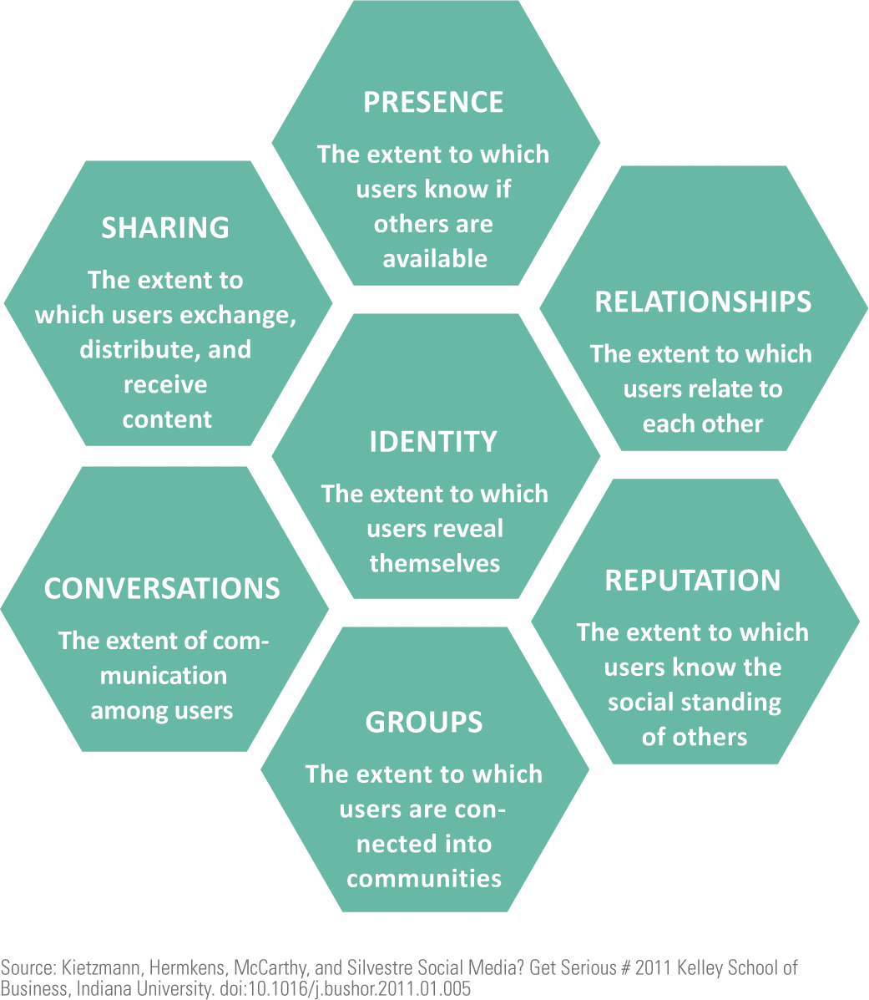 PRESENCE
The extent to which
users know if
others are
available
SHARING
The extent to
which users exchange,
distribute, and
receive
content
RELATIONSHIPS
The extent to which
users relate to
each other
IDENTITY
The extent to which
users reveal
themselves
CONVERSATIONS
The extent of com-
munication
among users
REPUTATION
The extent to which
users know the
social standing
of others
GROUPS
The extent to which
users are con-
nected into
communities
Source: Kietzmann, Hermkens, McCarthy, and Silvestre Social Media? Get Serious # 2011 Kelley School of
Business, Indiana University. doi:10.1016/j.bushor.2011.01.005